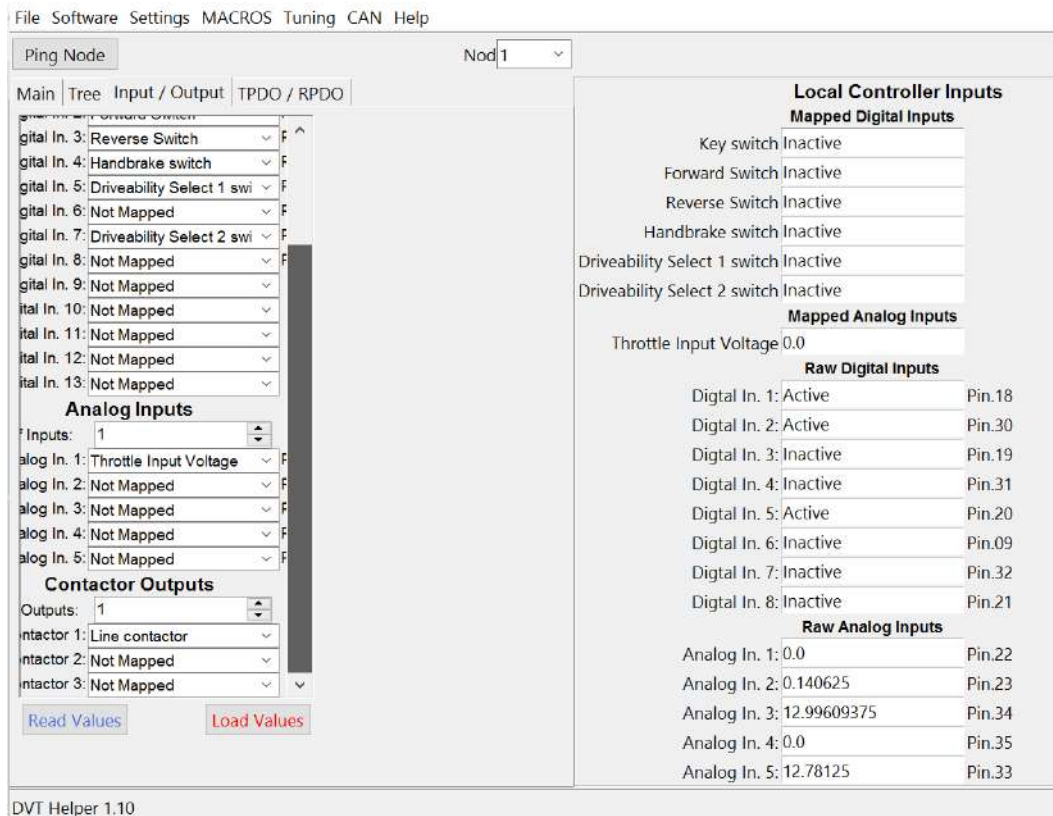 File Software Settings MACROS Tuning CAN Help
Ping Node
Nod 1
Main Tree Input / Output TPDO / RPDO
gital In. 3: Reverse Switch
gital In. 4: Handbrake switch
gital In. 5: Driveability Select 1 swi
gital In. 6: Not Mapped
gital In. 7: Driveability Select 2 swi
gital In. 8: Not Mapped
gital In. 9: Not Mapped
ital In. 10: Not Mapped
ital In. 11: Not Mapped
ital In. 12: Not Mapped
ital In. 13: Not Mapped
Analog Inputs
Inputs: 1
alog In. 1: Throttle Input Voltage
alog In. 2: Not Mapped
alog In. 3: Not Mapped
alog In. 4: Not Mapped
alog In. 5: Not Mapped
Contactor Outputs
Outputs: 1
ntactor 1: Line contactor
ntactor 2: Not Mapped
ntactor 3: Not Mapped
Read Values Load Values
Local Controller Inputs
Mapped Digital Inputs
Key switch Inactive
Forward Switch Inactive
Reverse Switch Inactive
Handbrake switch Inactive
Driveability Select 1 switch Inactive
Driveability Select 2 switch Inactive
Mapped Analog Inputs
Throttle Input Voltage 0.0
Raw Digital Inputs
Digtal In. 1: Active Pin.18
Digtal In. 2: Active Pin.30
Digtal In. 3: Inactive Pin.19
Digtal In. 4: Inactive Pin.31
Digtal In. 5: Active Pin.20
Digtal In. 6: Inactive Pin.09
Digtal In. 7: Inactive Pin.32
Digtal In. 8: Inactive Pin.21
Raw Analog Inputs
Analog In. 1: 0.0 Pin.22
Analog In. 2: 0.140625 Pin.23
Analog In. 3: 12.99609375 Pin.34
Analog In. 4: 0.0 Pin.35
Analog In. 5: 12.78125 Pin.33
DVT Helper 1.10